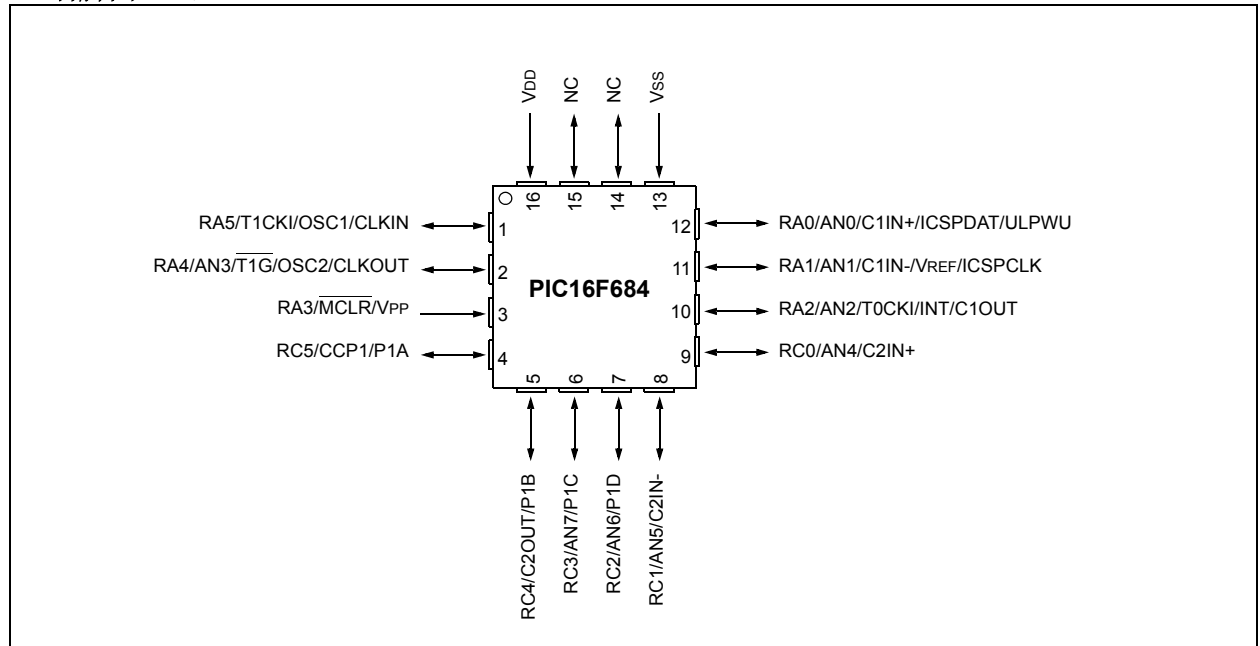 VDD
NC
NC
VSS
16
15
14
13
RA5/T1CKI/OSC1/CLKIN
1
12
RA0/AN0/C1IN+/ICSPDAT/ULPWU
RA4/AN3/T1G/OSC2/CLKOUT
2
11
RA1/AN1/C1IN-/VREF/ICSPCLK
PIC16F684
RA3/MCLR/VPP
3
10
RA2/AN2/T0CKI/INT/C1OUT
RC5/CCP1/P1A
4
9
RC0/AN4/C2IN+
5
6
7
8
RC4/C2OUT/P1B
RC3/AN7/P1C
RC2/AN6/P1D
RC1/AN5/C2IN-